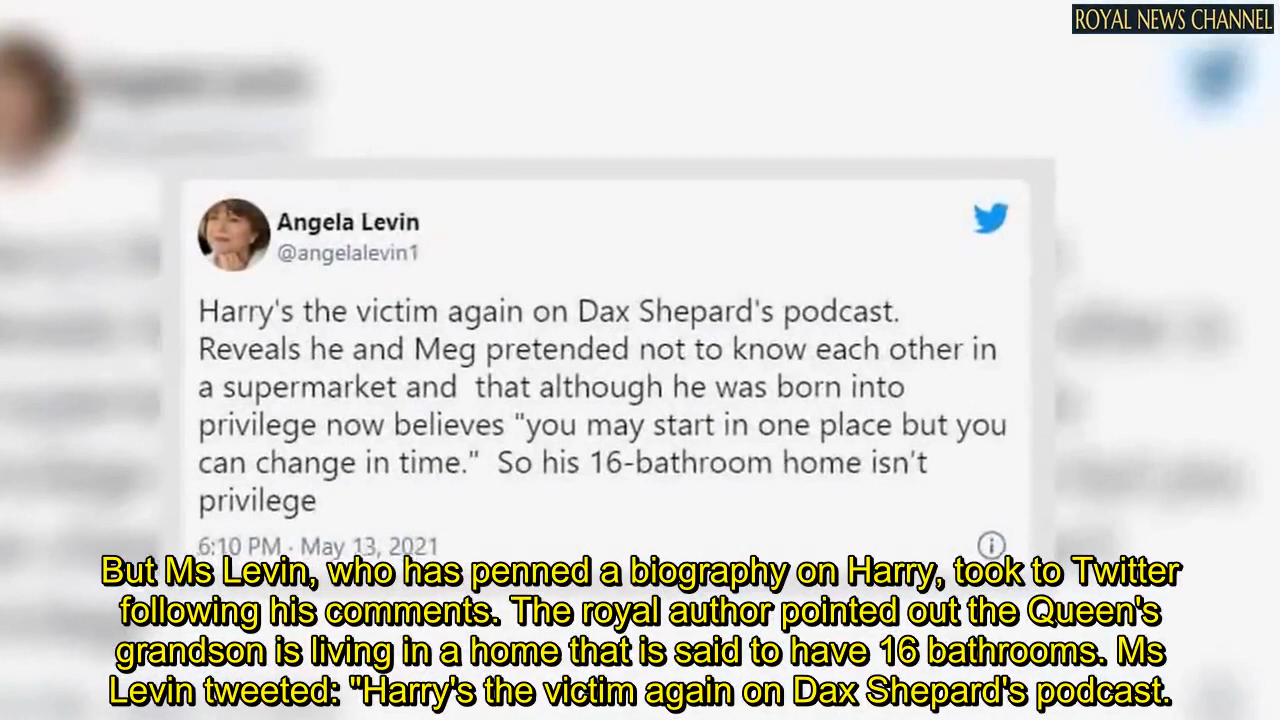 ROYAL NEWS CHANNEL
Angela Levin
@angelalevin1
Harry's the victim again on Dax Shepard's podcast.
Reveals he and Meg pretended not to know each other in
a supermarket and  that although he was born into
privilege now believes "you may start in one place but you
can change in time."  So his 16-bathroom home isn't
privilege
6:10 PM · May 13, 2021
But Ms Levin, who has penned a biography on Harry, took to Twitter
following his comments. The royal author pointed out the Queen's
grandson is living in a home that is said to have 16 bathrooms. Ms
Levin tweeted: "Harry's the victim again on Dax Shepard's podcast.